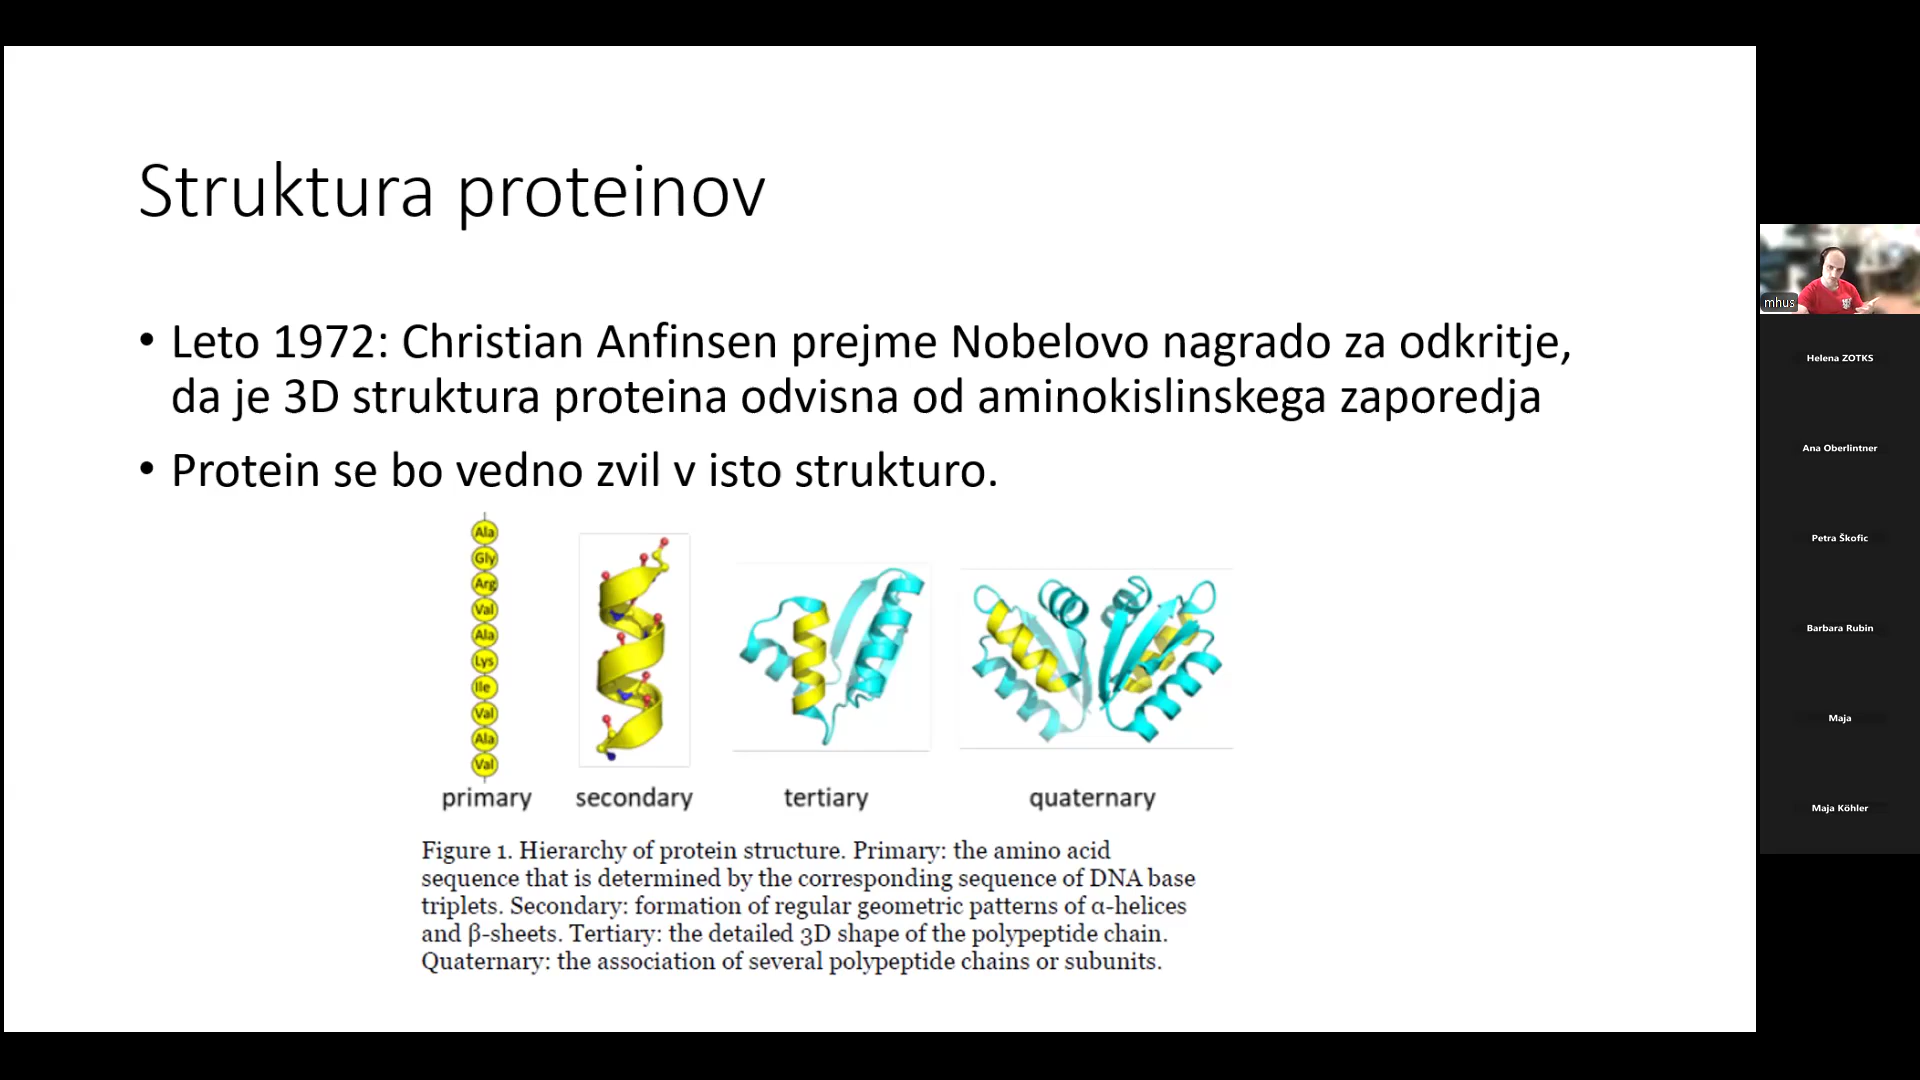 Struktura proteinov
• Leto 1972: Christian Anfinsen prejme Nobelovo nagrado za odkritje,
da je 3D struktura proteina odvisna od aminokislinskega zaporedja
• Protein se bo vedno zvil v isto strukturo.
Ala
Gly
Arg
Val
Ala
Lys
Ile
Val
Ala
Val
primary
secondary
tertiary
quaternary
Figure 1. Hierarchy of protein structure. Primary: the amino acid
sequence that is determined by the corresponding sequence of DNA base
triplets. Secondary: formation of regular geometric patterns of α-helices
and β-sheets. Tertiary: the detailed 3D shape of the polypeptide chain.
Quaternary: the association of several polypeptide chains or subunits.
mhus
Helena ZOTKS
Ana Oberlintner
Petra Škofic
Barbara Rubin
Maja
Maja Köhler